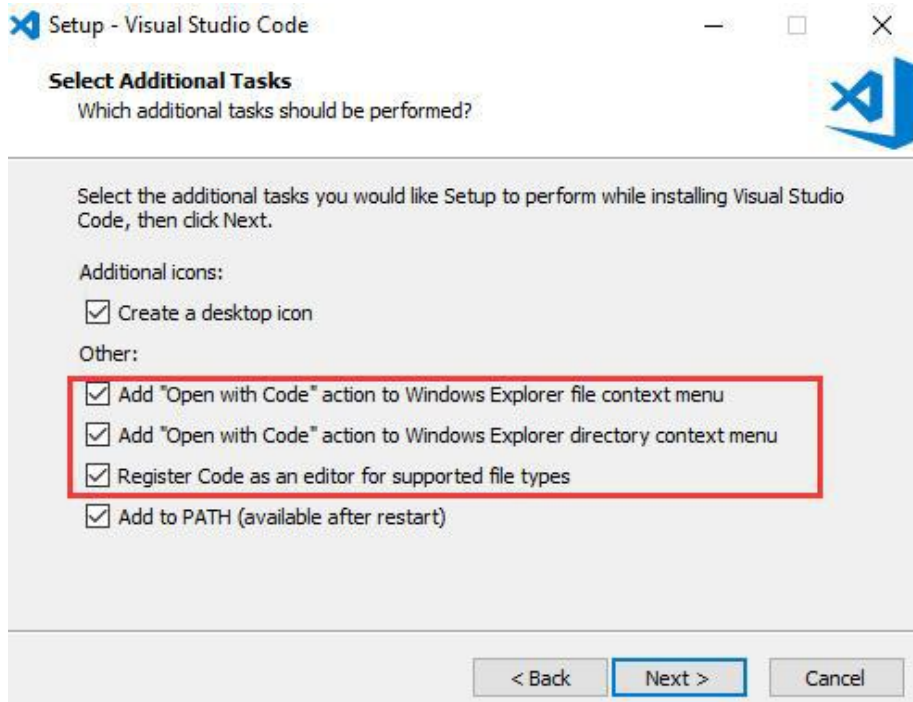 Setup - Visual Studio Code
Select Additional Tasks
Which additional tasks should be performed?
Select the additional tasks you would like Setup to perform while installing Visual Studio
Code, then click Next.
Additional icons:
Create a desktop icon
Other:
Add "Open with Code" action to Windows Explorer file context menu
Add "Open with Code" action to Windows Explorer directory context menu
Register Code as an editor for supported file types
Add to PATH (available after restart)
< Back Next > Cancel